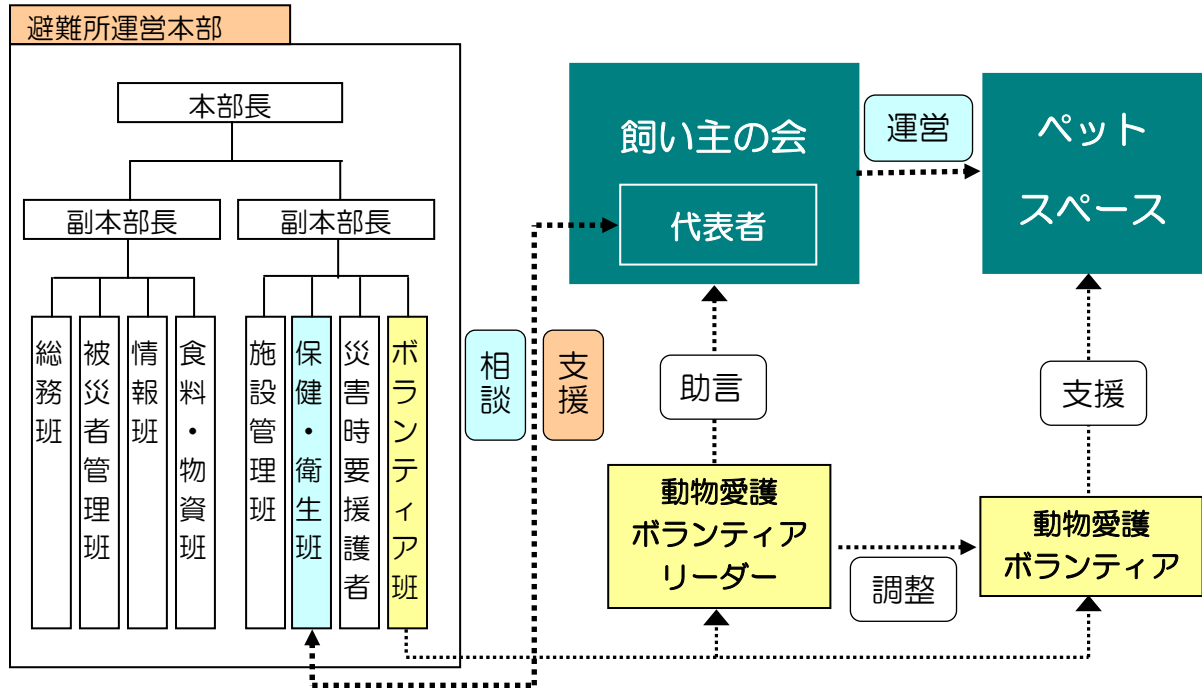 避難所運営本部
本部長
副本部長
副本部長
総務班
被災者管理班
情報班
食料・物資班
施設管理班
保健・衛生班
災害時要援護者
ボランティア班
相談
支援
飼い主の会
代表者
運営
ペット
スペース
助言
支援
動物愛護
ボランティア
リーダー
調整
動物愛護
ボランティア